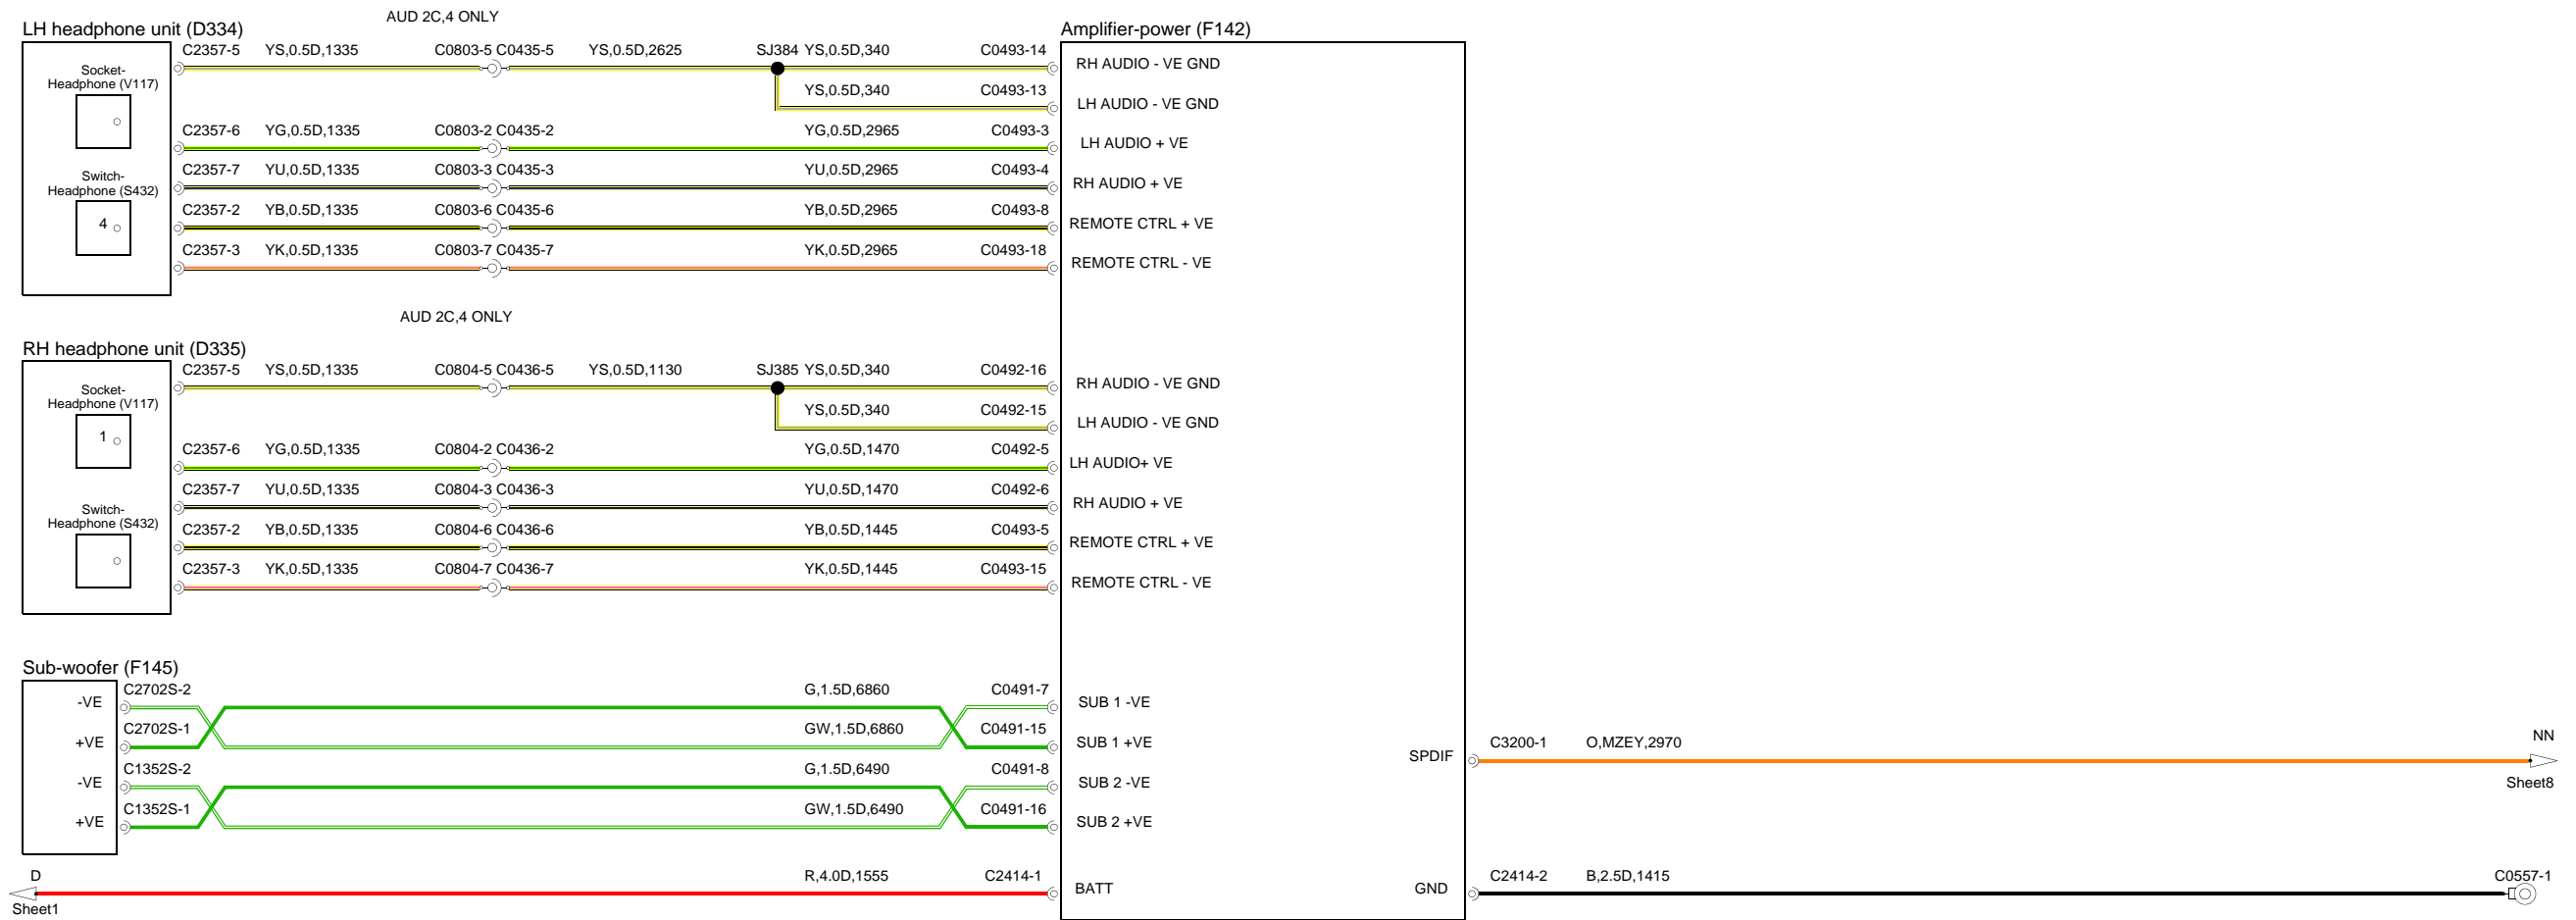 AUD 2C,4 ONLY
LH headphone unit (D334)
Amplifier-power (F142)
C2357-5 YS,0.5D,1335 C0803-5 C0435-5 YS,0.5D,2625 SJ384 YS,0.5D,340 C0493-14
RH AUDIO - VE GND
Socket-
Headphone (V117)
YS,0.5D,340 C0493-13
LH AUDIO - VE GND
C2357-6 YG,0.5D,1335 C0803-2 C0435-2 YG,0.5D,2965 C0493-3
LH AUDIO + VE
C2357-7 YU,0.5D,1335 C0803-3 C0435-3 YU,0.5D,2965 C0493-4
RH AUDIO + VE
Switch-
Headphone (S432)
4
C2357-2 YB,0.5D,1335 C0803-6 C0435-6 YB,0.5D,2965 C0493-8
REMOTE CTRL + VE
C2357-3 YK,0.5D,1335 C0803-7 C0435-7 YK,0.5D,2965 C0493-18
REMOTE CTRL - VE
AUD 2C,4 ONLY
RH headphone unit (D335)
C2357-5 YS,0.5D,1335 C0804-5 C0436-5 YS,0.5D,1130 SJ385 YS,0.5D,340 C0492-16
RH AUDIO - VE GND
Socket-
Headphone (V117)
1
YS,0.5D,340 C0492-15
LH AUDIO - VE GND
C2357-6 YG,0.5D,1335 C0804-2 C0436-2 YG,0.5D,1470 C0492-5
LH AUDIO+ VE
C2357-7 YU,0.5D,1335 C0804-3 C0436-3 YU,0.5D,1470 C0492-6
RH AUDIO + VE
Switch-
Headphone (S432)
C2357-2 YB,0.5D,1335 C0804-6 C0436-6 YB,0.5D,1445 C0493-5
REMOTE CTRL + VE
C2357-3 YK,0.5D,1335 C0804-7 C0436-7 YK,0.5D,1445 C0493-15
REMOTE CTRL - VE
Sub-woofer (F145)
C2702S-2 G,1.5D,6860 C0491-7
-VE SUB 1 -VE
C2702S-1 GW,1.5D,6860 C0491-15
+VE SUB 1 +VE
SPDIF C3200-1 O,MZEY,2970 NN
Sheet8
C1352S-2 G,1.5D,6490 C0491-8
-VE SUB 2 -VE
C1352S-1 GW,1.5D,6490 C0491-16
+VE SUB 2 +VE
D R,4.0D,1555 C2414-1
BATT
GND C2414-2 B,2.5D,1415 C0557-1
Sheet1